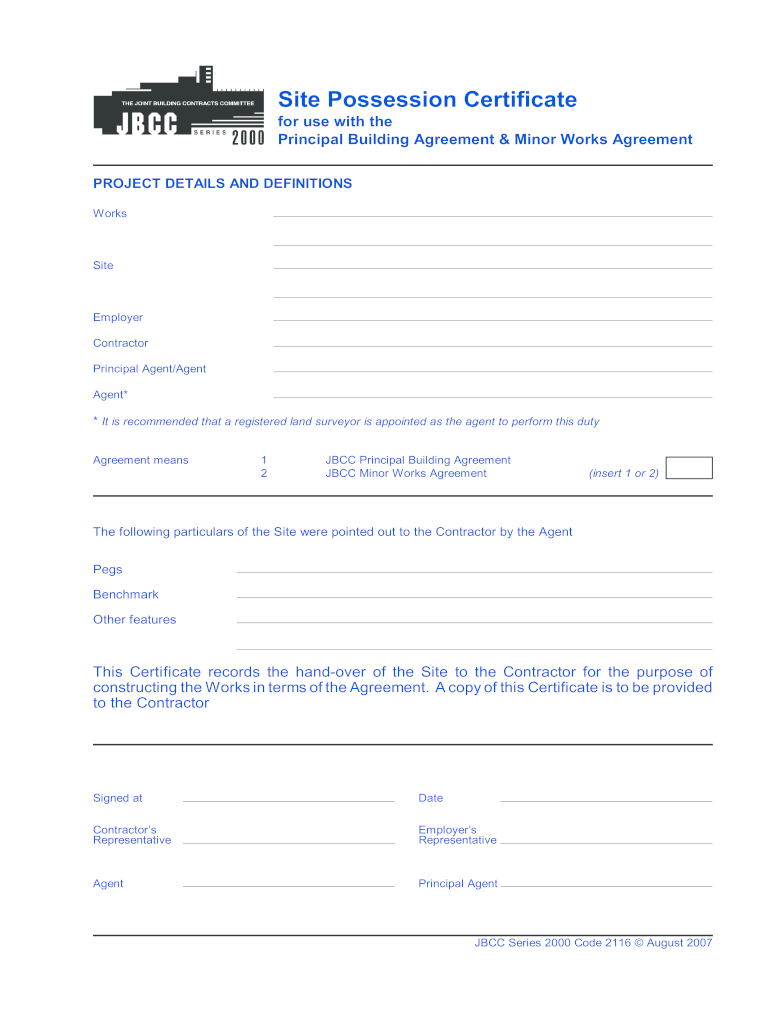 THE JOINT BUILDING CONTRACTS COMMITTEE
JBCC SERIES 2000
Site Possession Certificate
for use with the
Principal Building Agreement & Minor Works Agreement
PROJECT DETAILS AND DEFINITIONS
Works
Site
Employer
Contractor
Principal Agent/Agent
Agent*
* It is recommended that a registered land surveyor is appointed as the agent to perform this duty
Agreement means 1 JBCC Principal Building Agreement
2 JBCC Minor Works Agreement (insert 1 or 2)
The following particulars of the Site were pointed out to the Contractor by the Agent
Pegs
Benchmark
Other features
This Certificate records the hand-over of the Site to the Contractor for the purpose of
constructing the Works in terms of the Agreement. A copy of this Certificate is to be provided
to the Contractor
Signed at Date
Contractor's Employer's
Representative Representative
Agent Principal Agent
JBCC Series 2000 Code 2116 © August 2007